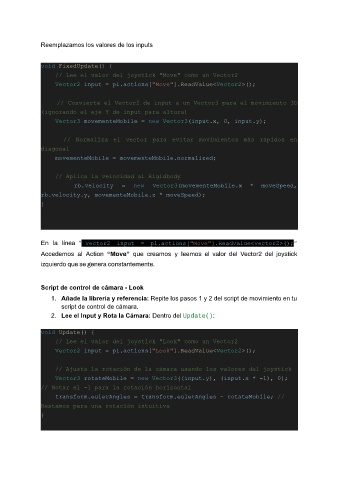 Reemplazamos los valores de los inputs
void FixedUpdate() {
// Lee el valor del joystick "Move" como un Vector2
Vector2 input = pi.actions["Move"].ReadValue<Vector2>();
// Convierte el Vector2 de input a un Vector3 para el movimiento 3D
(ignorando el eje Y de input para altura)
Vector3 movementeMobile = new Vector3(input.x, 0, input.y);
// Normaliza el vector para evitar movimientos más rápidos en
diagonal
movementeMobile = movementeMobile.normalized;
// Aplica la velocidad al Rigidbody
rb.velocity = new Vector3(movementeMobile.x * moveSpeed,
rb.velocity.y, movementeMobile.z * moveSpeed);
}
En la línea " Vector2 input = pi.actions["Move"].ReadValue<Vector2>();"
Accedemos al Action "Move" que creamos y leemos el valor del Vector2 del joystick
izquierdo que se genera constantemente.
Script de control de cámara - Look
1. Añade la librería y referencia: Repite los pasos 1 y 2 del script de movimiento en tu
script de control de cámara.
2. Lee el Input y Rota la Cámara: Dentro del Update():
void Update() {
// Lee el valor del joystick "Look" como un Vector2
Vector2 input = pi.actions["Look"].ReadValue<Vector2>();
// Ajusta la rotación de la cámara usando los valores del joystick
Vector3 rotateMobile = new Vector3((input.y), (input.x * -1), 0);
// Notar el -1 para la rotación horizontal
transform.eulerAngles = transform.eulerAngles - rotateMobile; //
Restamos para una rotación intuitiva
}